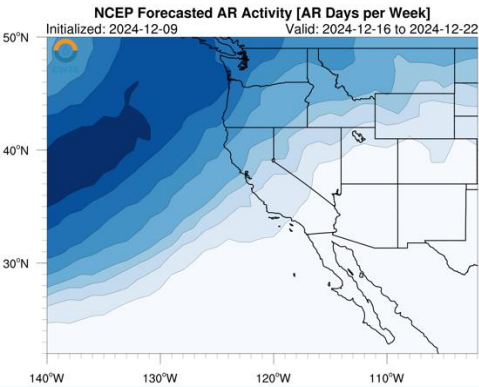 NCEP Forecasted AR Activity [AR Days per Week]
Initialized: 2024-12-09 Valid: 2024-12-16 to 2024-12-22
50°N
40°N
30°N
140°W 130°W 120°W 110°W